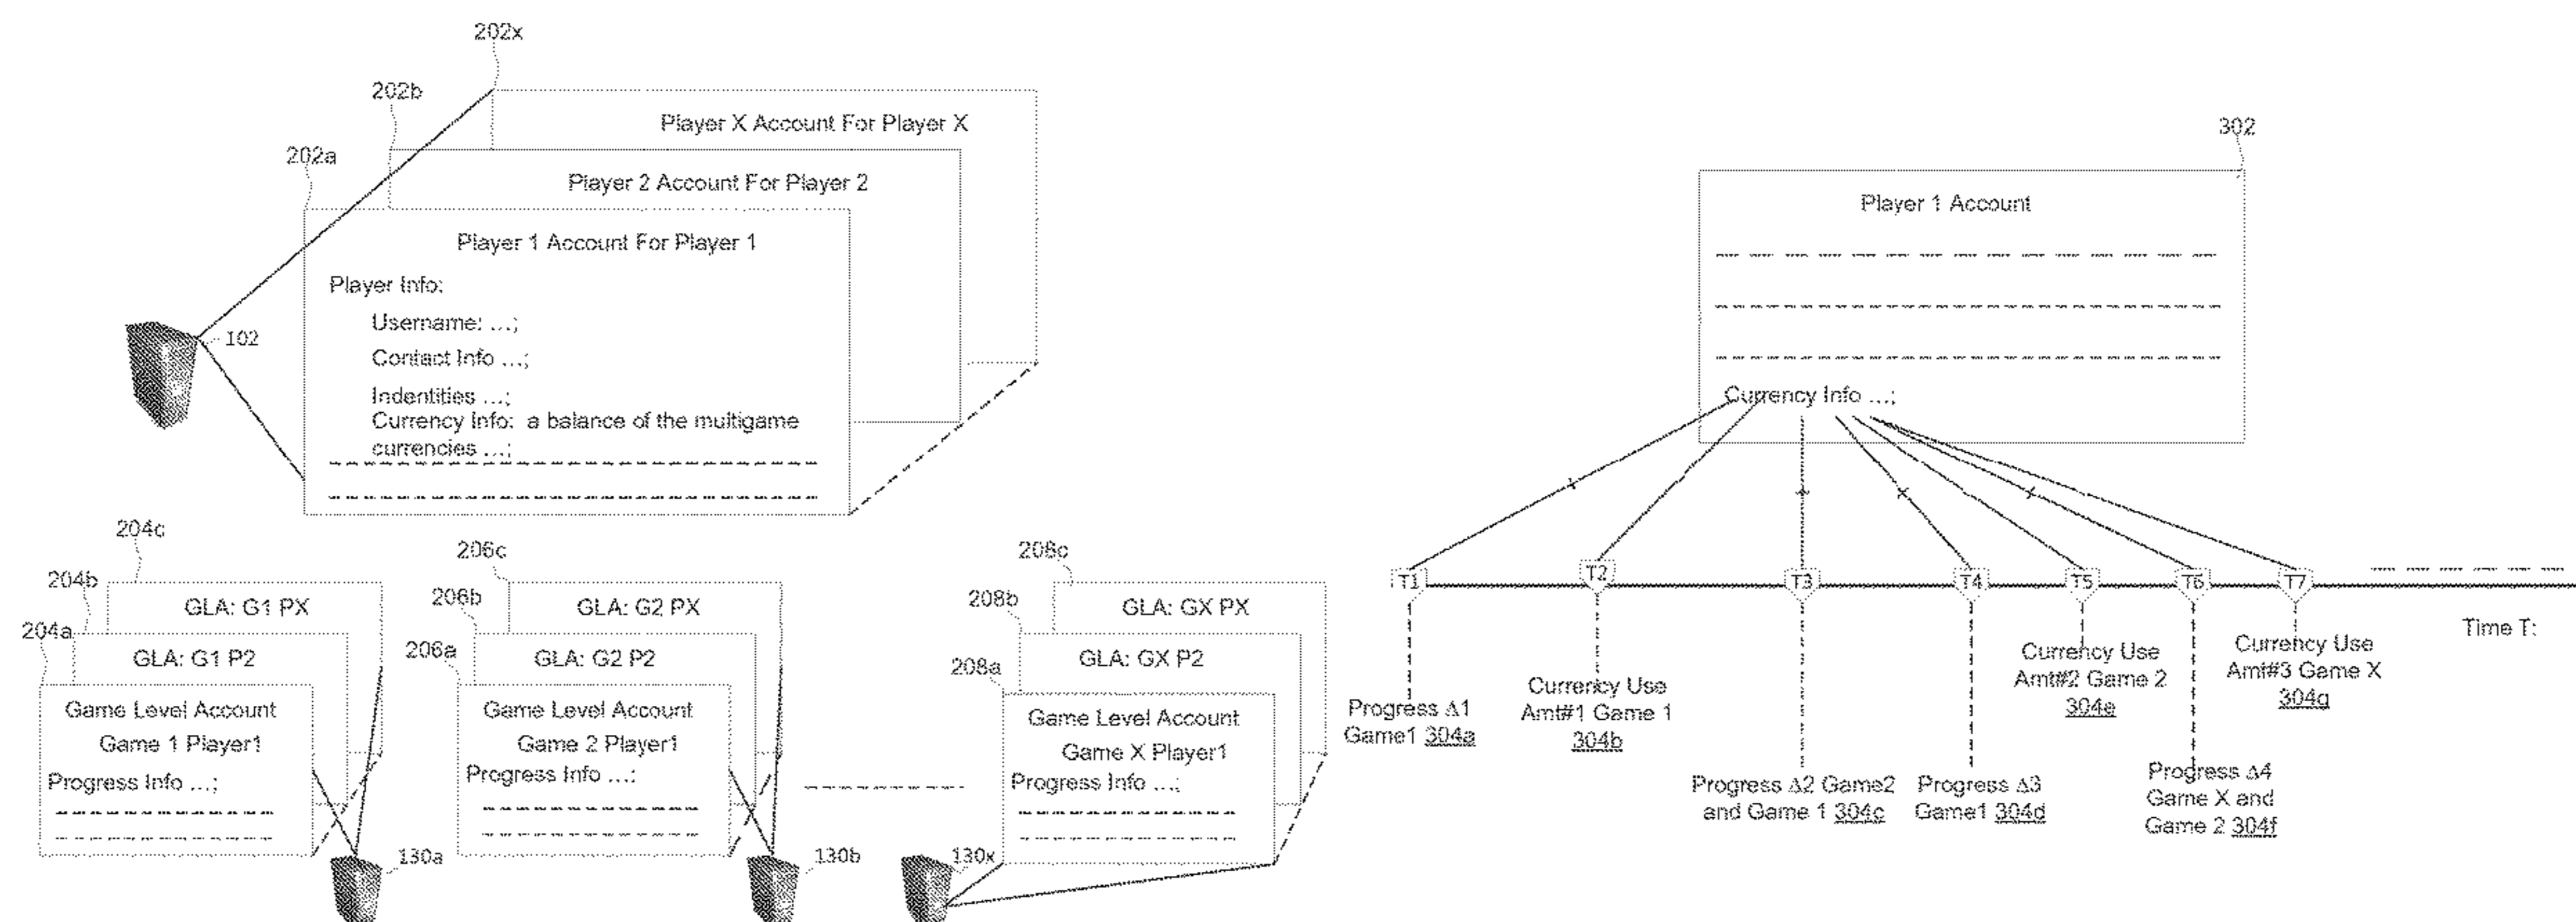 202x
202b
Player X Account For Player X
202a
Player 2 Account For Player 2
Player 1 Account For Player 1
Player Info:
Username: ...;
102
Contact Info ...;
Indentities ...;
Currency Info: a balance of the multigame
currencies ...;
204c
204b
GLA: G1 PX
204a
GLA: G1 P2
Game Level Account
Game 1 Player1
Progress Info ...;
130a
206c
206b
GLA: G2 PX
206a
GLA: G2 P2
Game Level Account
Game 2 Player1
Progress Info ...;
130b
208c
208b
GLA: GX PX
208a
GLA: GX P2
Game Level Account
Game X Player1
Progress Info ...;
130x
302
Player 1 Account
Currency Info ...;
T1
T2
T3
T4
T5
T6
T7
Time T:
Progress Δ1
Game1 304a
Currency Use
Amt#1 Game 1
304b
Progress Δ2 Game2
and Game 1 304c
Progress Δ3
Game1 304d
Currency Use
Amt#2 Game 2
304e
Progress Δ4
Game X and
Game 2 304f
Currency Use
Amt#3 Game X
304g